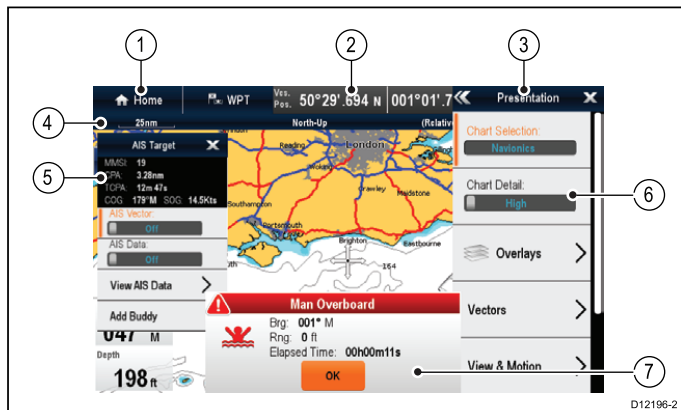 1
2
3
Home
WPT
Ves. Pos. 50°29'.694 N
001°01'.7
Presentation
4
25nm
North-Up
(Relative
AIS Target
5
MMSI: 19
CPA: 3.28nm
TCPA: 12m 47s
COG 179°M SOG 14.5Kts
AIS Vector:
Off
AIS Data:
Off
View AIS Data
Add Buddy
047 M
Depth
198 ft
Reading
London
Crawley
Maidstone
Southampton
Portsmouth
Brighton
Eastbourne
164
Chart Selection:
Navionics
Chart Detail:
High
6
Overlays
Vectors
View & Motion
Man Overboard
Brg: 001° M
Rng: 0 ft
Elapsed Time: 00h00m11s
OK
7
D12196-2